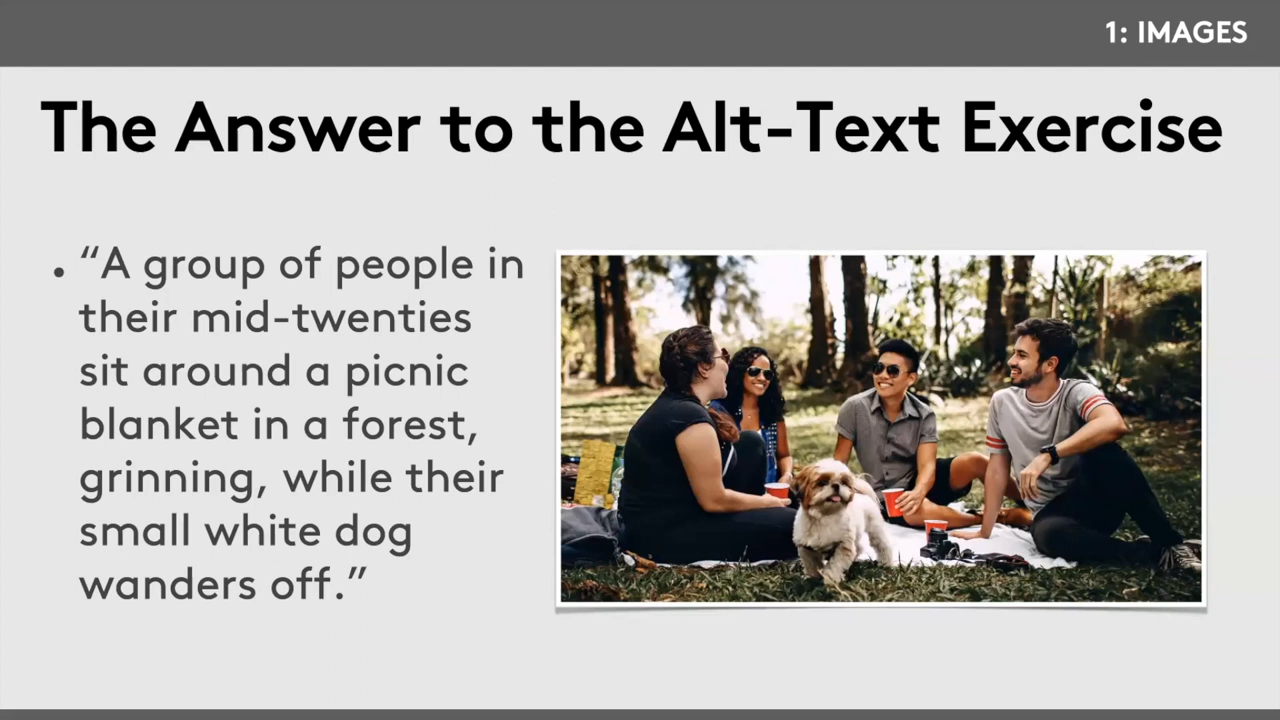 1: IMAGES
The Answer to the Alt-Text Exercise
• “A group of people in
their mid-twenties
sit around a picnic
blanket in a forest,
grinning, while their
small white dog
wanders off.”